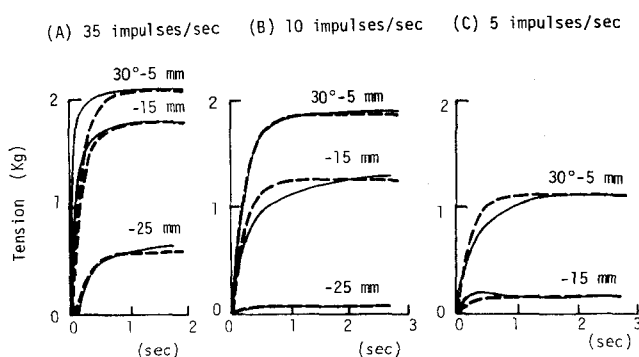 (A) 35 impulses/sec
(B) 10 impulses/sec
(C) 5 impulses/sec
30°-5 mm
-15 mm
-25 mm
2
1
0
Tension (Kg)
0 1 2
(sec)
30°-5 mm
-15 mm
-25 mm
2
1
0
0 1 2 3
(sec)
30°-5 mm
-15 mm
2
1
0
0 1 2 3
(sec)